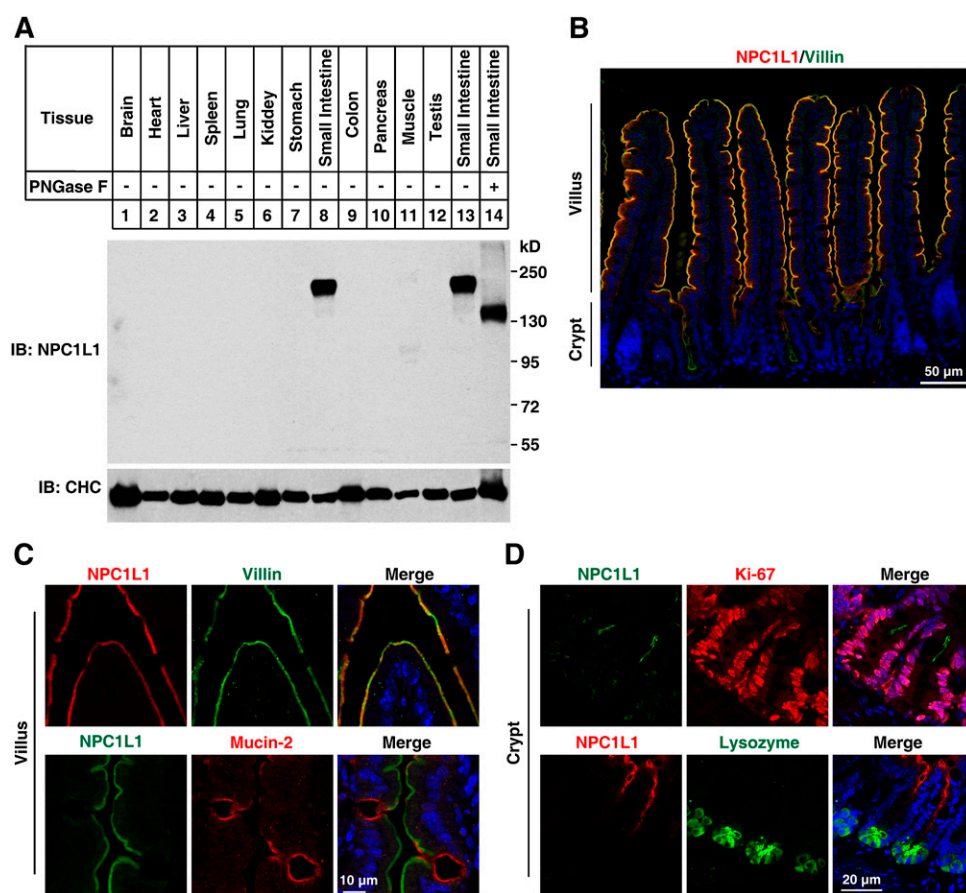 A
Tissue
Brain
Heart
Liver
Spleen
Lung
Kiddey
Stomach
Small Intestine
Colon
Pancreas
Muscle
Testis
Small Intestine
Small Intestine
PNGase F
- - - - - - - - - - - - - +
1 2 3 4 5 6 7 8 9 10 11 12 13 14
kD
250
130
95
72
55
IB: NPC1L1
IB: CHC
B
NPC1L1/Villin
Villus
Crypt
50 µm
C
NPC1L1 Villin Merge
Villus
NPC1L1 Mucin-2 Merge
10 µm
D
NPC1L1 Ki-67 Merge
Crypt
NPC1L1 Lysozyme Merge
20 µm